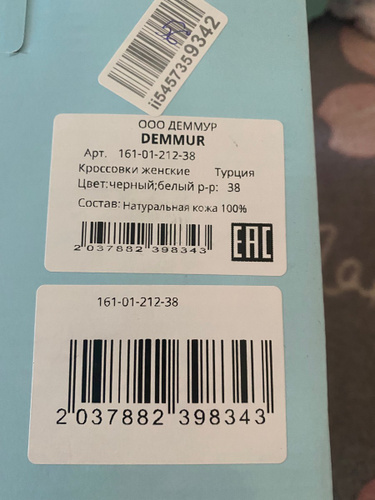 ii5457359342
ООО ДЕММУР
DEMMUR
Арт. 161-01-212-38
Кроссовки женские Турция
Цвет:черный;белый р-р: 38
Состав: Натуральная кожа 100%
2 037882 398343
EAC
161-01-212-38
2 037882 398343